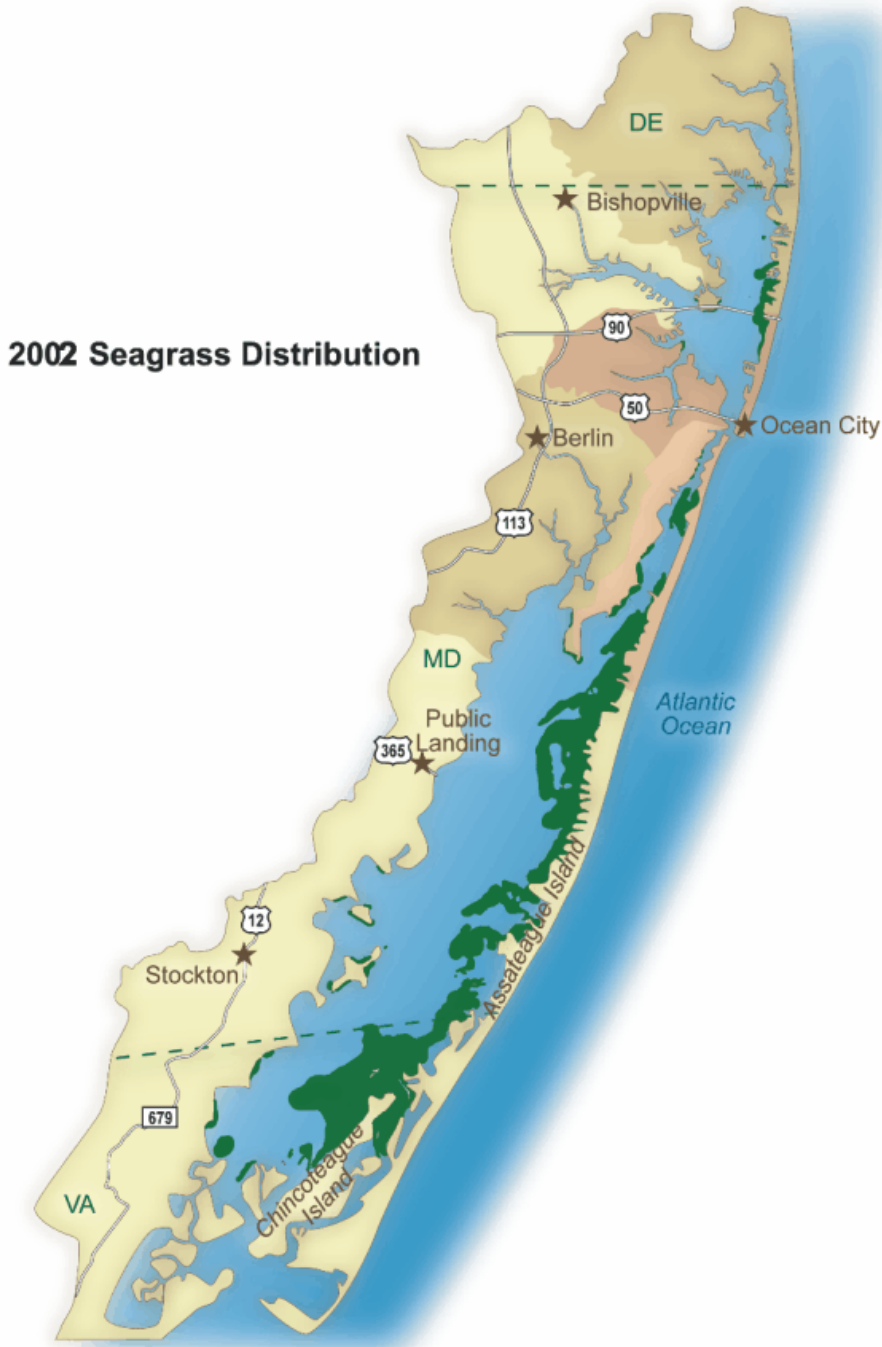 DE
Bishopville
90
2002 Seagrass Distribution
50
Ocean City
Berlin
113
MD
Atlantic
Ocean
Public
Landing
365
Assateague Island
12
Stockton
679
Chincoteague
Island
VA